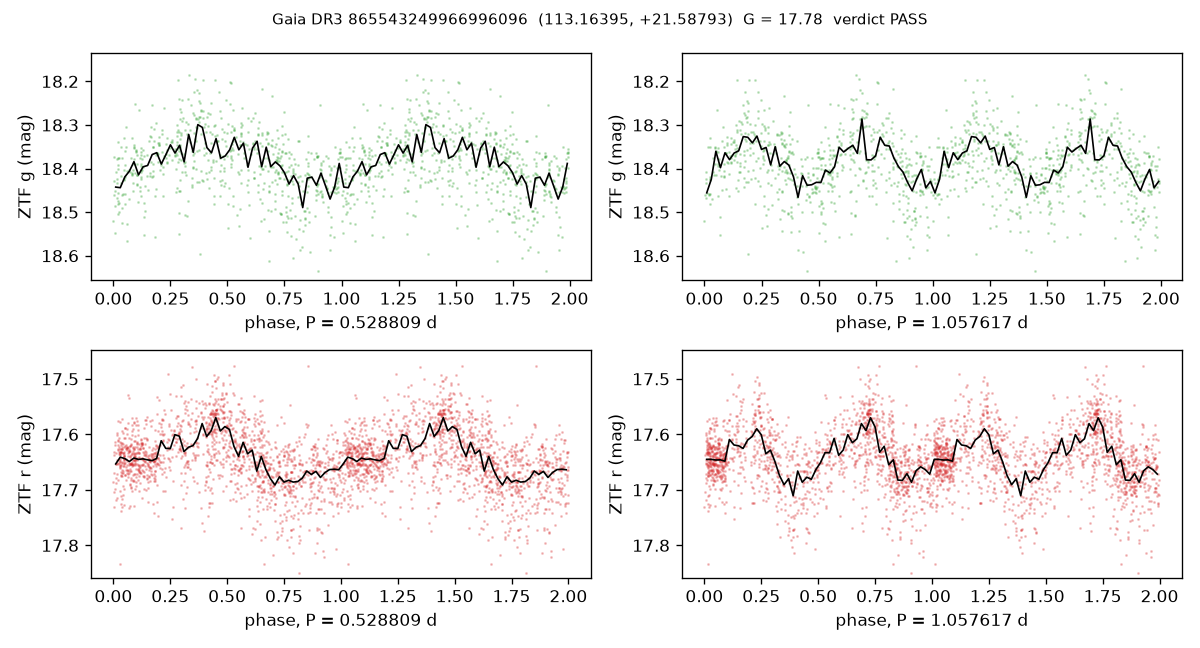 Gaia DR3 865543249966996096  (113.16395, +21.58793)  G = 17.78  verdict PASS
ZTF g (mag)
18.2
18.3
18.4
18.5
18.6
0.00 0.25 0.50 0.75 1.00 1.25 1.50 1.75 2.00
phase, P = 0.528809 d
ZTF g (mag)
18.2
18.3
18.4
18.5
18.6
0.00 0.25 0.50 0.75 1.00 1.25 1.50 1.75 2.00
phase, P = 1.057617 d
ZTF r (mag)
17.5
17.6
17.7
17.8
0.00 0.25 0.50 0.75 1.00 1.25 1.50 1.75 2.00
phase, P = 0.528809 d
ZTF r (mag)
17.5
17.6
17.7
17.8
0.00 0.25 0.50 0.75 1.00 1.25 1.50 1.75 2.00
phase, P = 1.057617 d